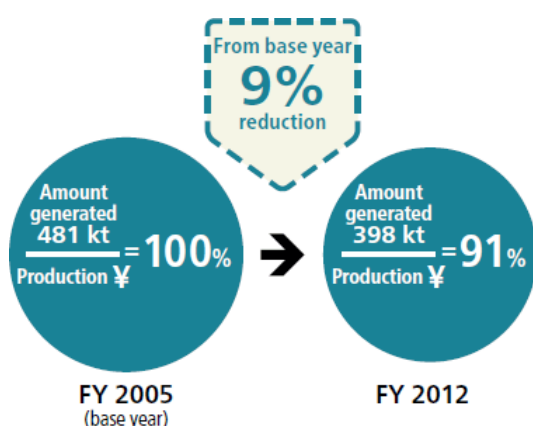 From base year
9%
reduction
Amount
generated
481 kt
Production ¥
=100%
Amount
generated
398 kt
Production ¥
=91%
FY 2005
(base year)
FY 2012